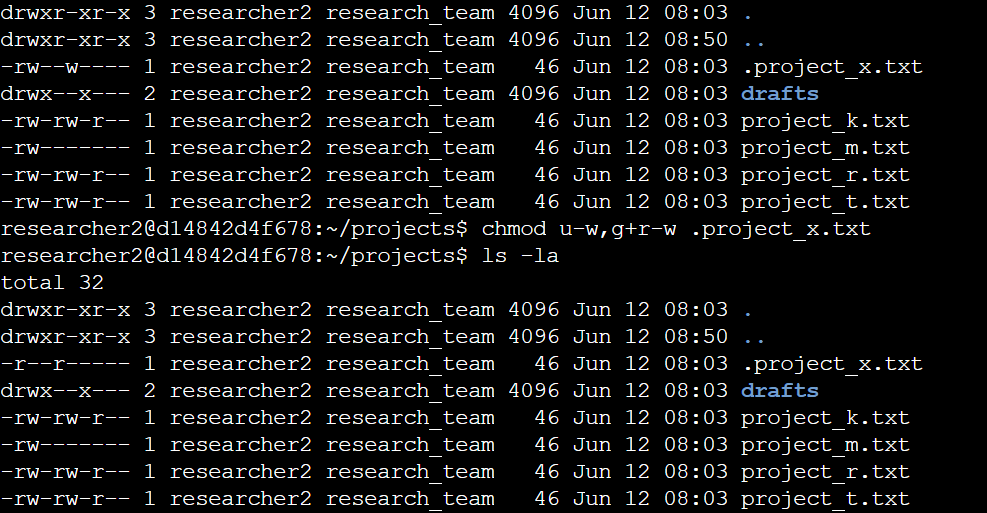 drwxr-xr-x 3 researcher2 research_team 4096 Jun 12 08:03 .
drwxr-xr-x 3 researcher2 research_team 4096 Jun 12 08:50 ..
-rw--w---- 1 researcher2 research_team   46 Jun 12 08:03 .project_x.txt
drwx--x--- 2 researcher2 research_team 4096 Jun 12 08:03 drafts
-rw-rw-r-- 1 researcher2 research_team   46 Jun 12 08:03 project_k.txt
-rw------- 1 researcher2 research_team   46 Jun 12 08:03 project_m.txt
-rw-rw-r-- 1 researcher2 research_team   46 Jun 12 08:03 project_r.txt
-rw-rw-r-- 1 researcher2 research_team   46 Jun 12 08:03 project_t.txt
researcher2@d14842d4f678:~/projects$ chmod u-w,g+r-w .project_x.txt
researcher2@d14842d4f678:~/projects$ ls -la
total 32
drwxr-xr-x 3 researcher2 research_team 4096 Jun 12 08:03 .
drwxr-xr-x 3 researcher2 research_team 4096 Jun 12 08:50 ..
-r--r----- 1 researcher2 research_team   46 Jun 12 08:03 .project_x.txt
drwx--x--- 2 researcher2 research_team 4096 Jun 12 08:03 drafts
-rw-rw-r-- 1 researcher2 research_team   46 Jun 12 08:03 project_k.txt
-rw------- 1 researcher2 research_team   46 Jun 12 08:03 project_m.txt
-rw-rw-r-- 1 researcher2 research_team   46 Jun 12 08:03 project_r.txt
-rw-rw-r-- 1 researcher2 research_team   46 Jun 12 08:03 project_t.txt